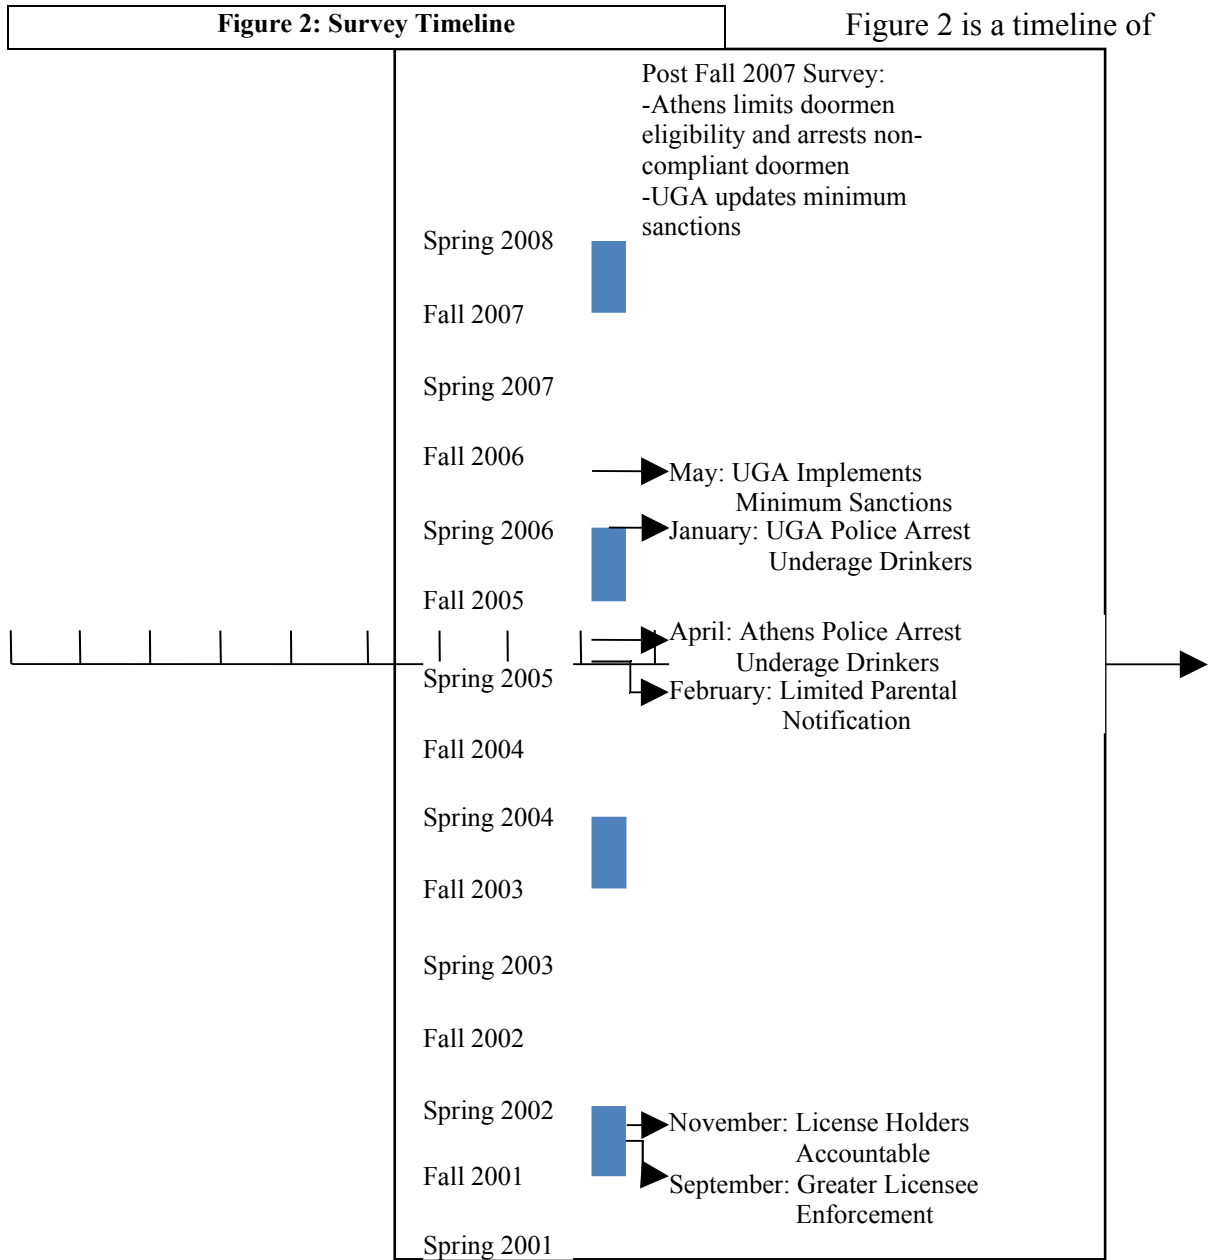 Figure 2: Survey Timeline
Figure 2 is a timeline of
Post Fall 2007 Survey:
-Athens limits doormen
eligibility and arrests non-
compliant doormen
-UGA updates minimum
sanctions
Spring 2008
Fall 2007
Spring 2007
Fall 2006
May: UGA Implements
Minimum Sanctions
Spring 2006
January: UGA Police Arrest
Underage Drinkers
Fall 2005
April: Athens Police Arrest
Underage Drinkers
Spring 2005
February: Limited Parental
Notification
Fall 2004
Spring 2004
Fall 2003
Spring 2003
Fall 2002
Spring 2002
November: License Holders
Accountable
Fall 2001
September: Greater Licensee
Enforcement
Spring 2001